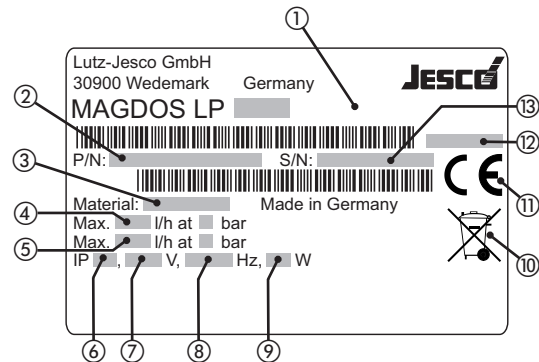 ①
Lutz-Jesco GmbH
30900 Wedemark Germany
JESCO
②
MAGDOS LP
⑬
P/N: S/N:
⑫
③
Material: Made in Germany
CE
⑪
④
Max. l/h at bar
⑤
Max. l/h at bar
⑩
IP , V, Hz, W
⑥ ⑦ ⑧ ⑨